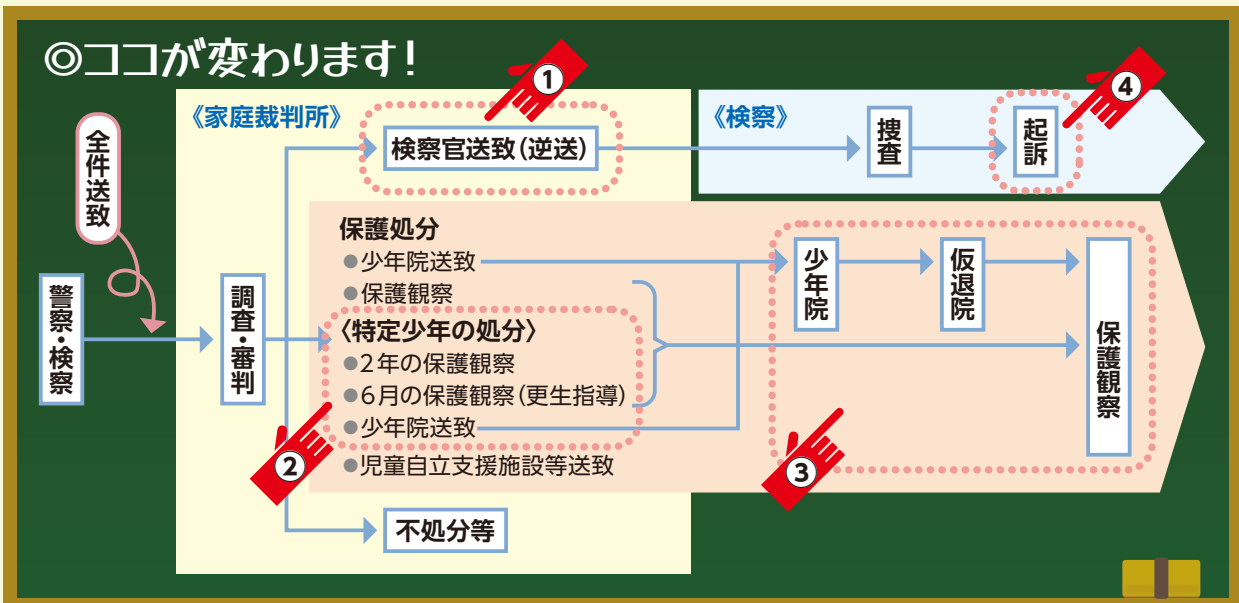 ◎ココが変わります!
全件送致
警察・検察
調査・審判
《家庭裁判所》
①
検察官送致(逆送)
《検察》
捜査
起訴
④
保護処分
●少年院送致
●保護観察
〈特定少年の処分〉
●2年の保護観察
●6月の保護観察(更生指導)
●少年院送致
●児童自立支援施設等送致
②
少年院
仮退院
保護観察
③
不処分等